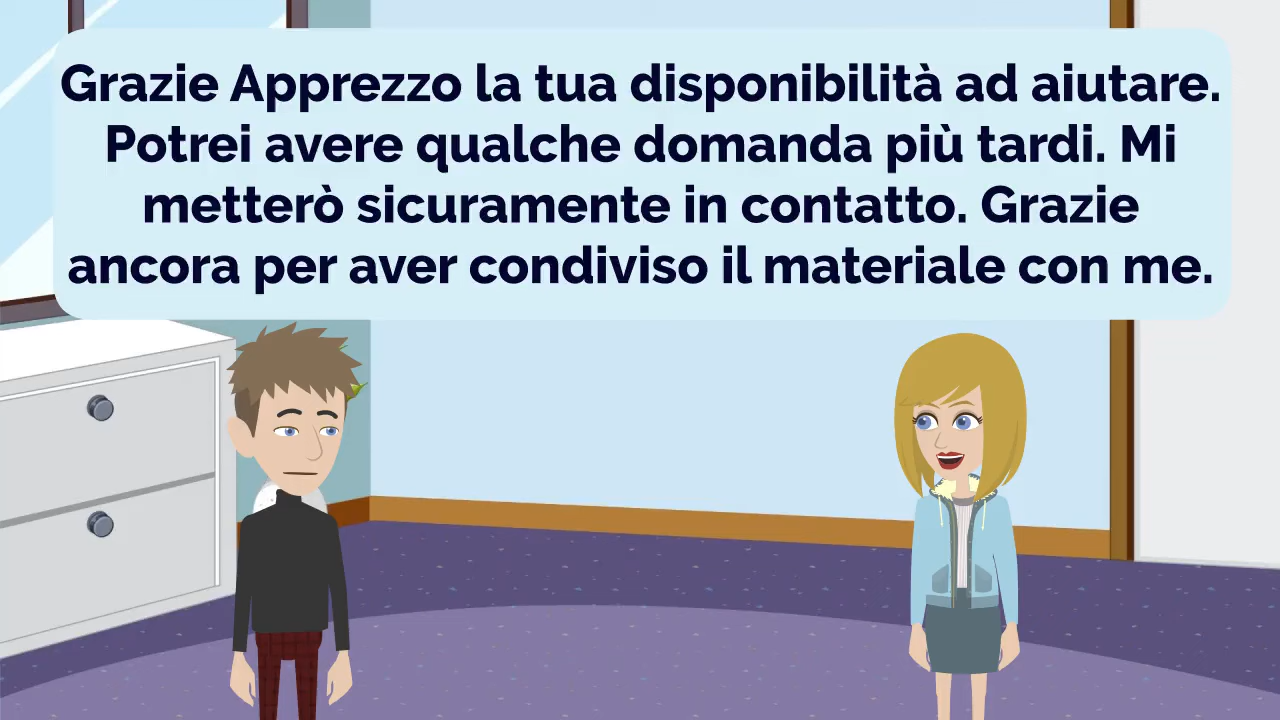 Grazie Apprezzo la tua disponibilità ad aiutare.
Potrei avere qualche domanda più tardi. Mi
metterò sicuramente in contatto. Grazie
ancora per aver condiviso il materiale con me.